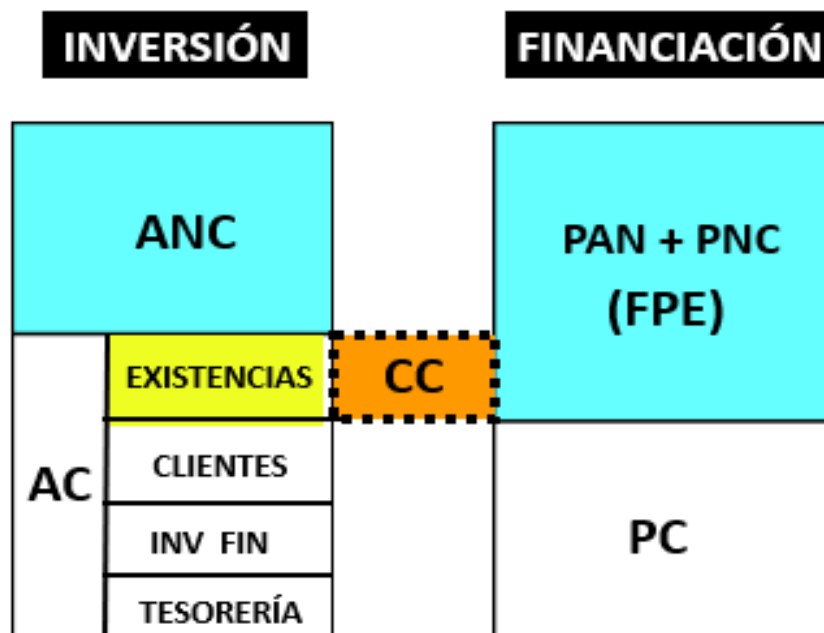 INVERSIÓN
FINANCIACIÓN
ANC
PAN + PNC
(FPE)
EXISTENCIAS
CC
AC
CLIENTES
INV FIN
TESORERÍA
PC